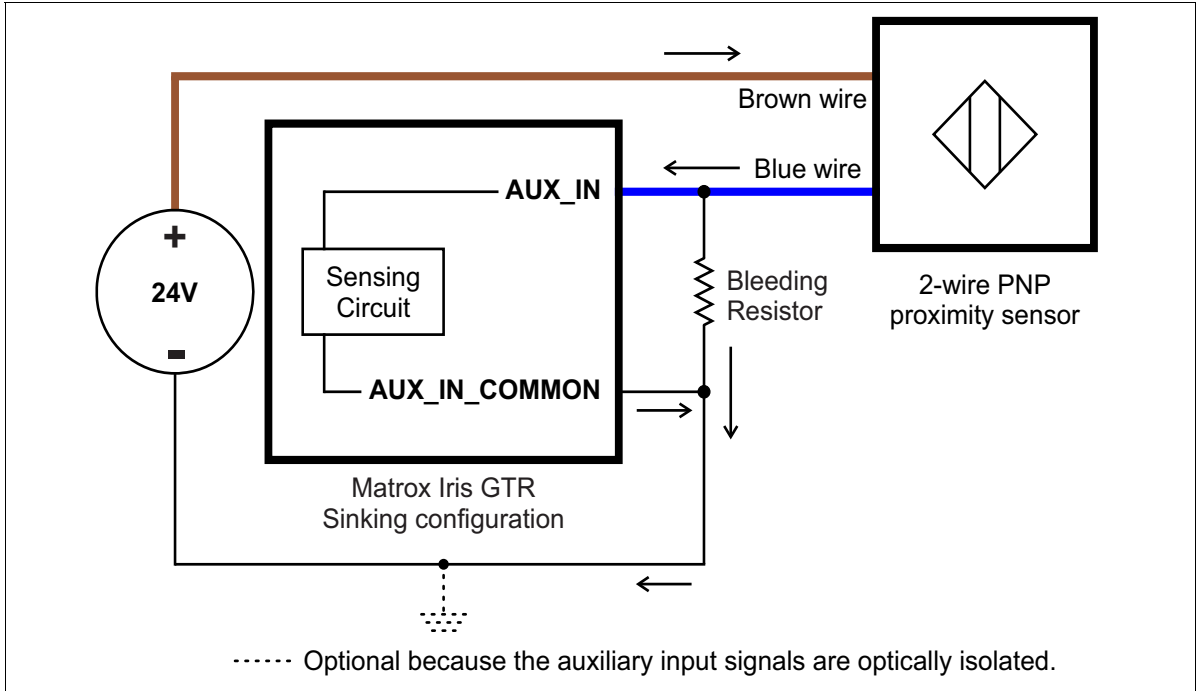 Brown wire
Blue wire
AUX_IN
+
24V
-
Sensing
Circuit
Bleeding
Resistor
2-wire PNP
proximity sensor
AUX_IN_COMMON
Matrox Iris GTR
Sinking configuration
Optional because the auxiliary input signals are optically isolated.